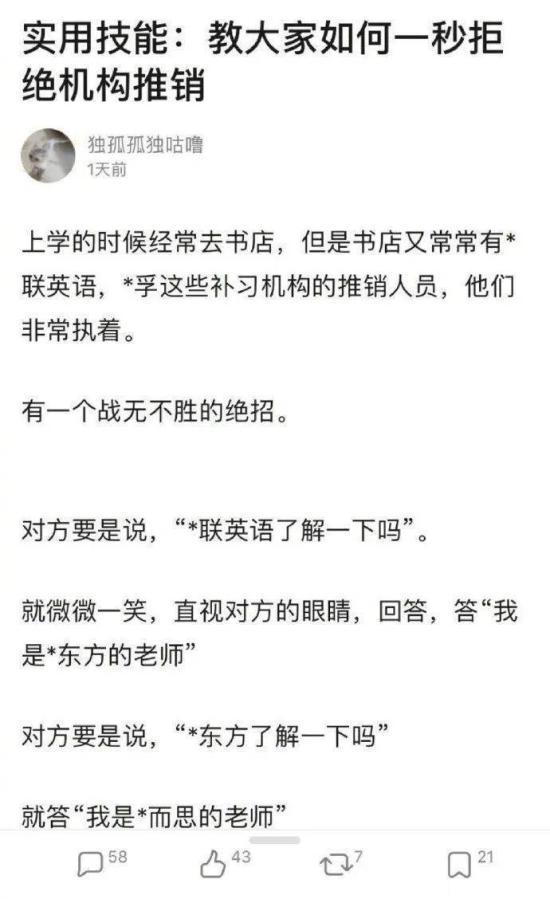 实用技能：教大家如何一秒拒
绝机构推销
独孤孤独咕噜
1天前
上学的时候经常去书店，但是书店又常常有*
联英语，*孚这些补习机构的推销人员，他们
非常执着。
有一个战无不胜的绝招。
对方要是说，“*联英语了解一下吗”。
就微微一笑，直视对方的眼睛，回答，答“我
是*东方的老师”
对方要是说，“*东方了解一下吗”
就答“我是*而思的老师”
58
43
7
21